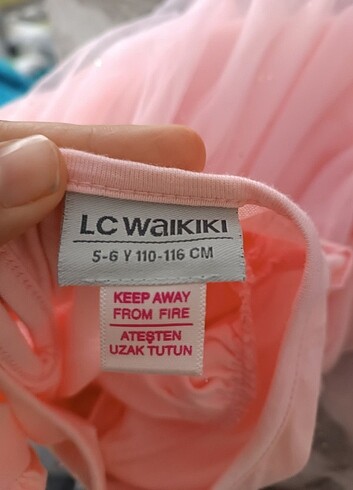 LC WAIKIKI
5-6 Y 110-116 CM
KEEP AWAY
FROM FIRE
ATEŞTEN
UZAK TUTUN